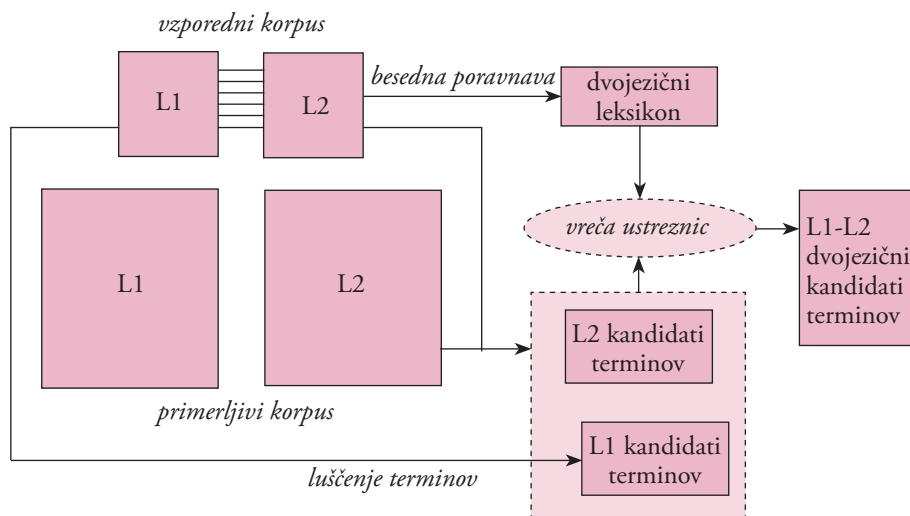 vzporedni korpus
L1
L2
besedna poravnava
dvojezični
leksikon
vreča ustreznic
L1-L2
dvojezični
kandidati
terminov
L1
L2
L2 kandidati
terminov
primerljivi korpus
L1 kandidati
terminov
luščenje terminov